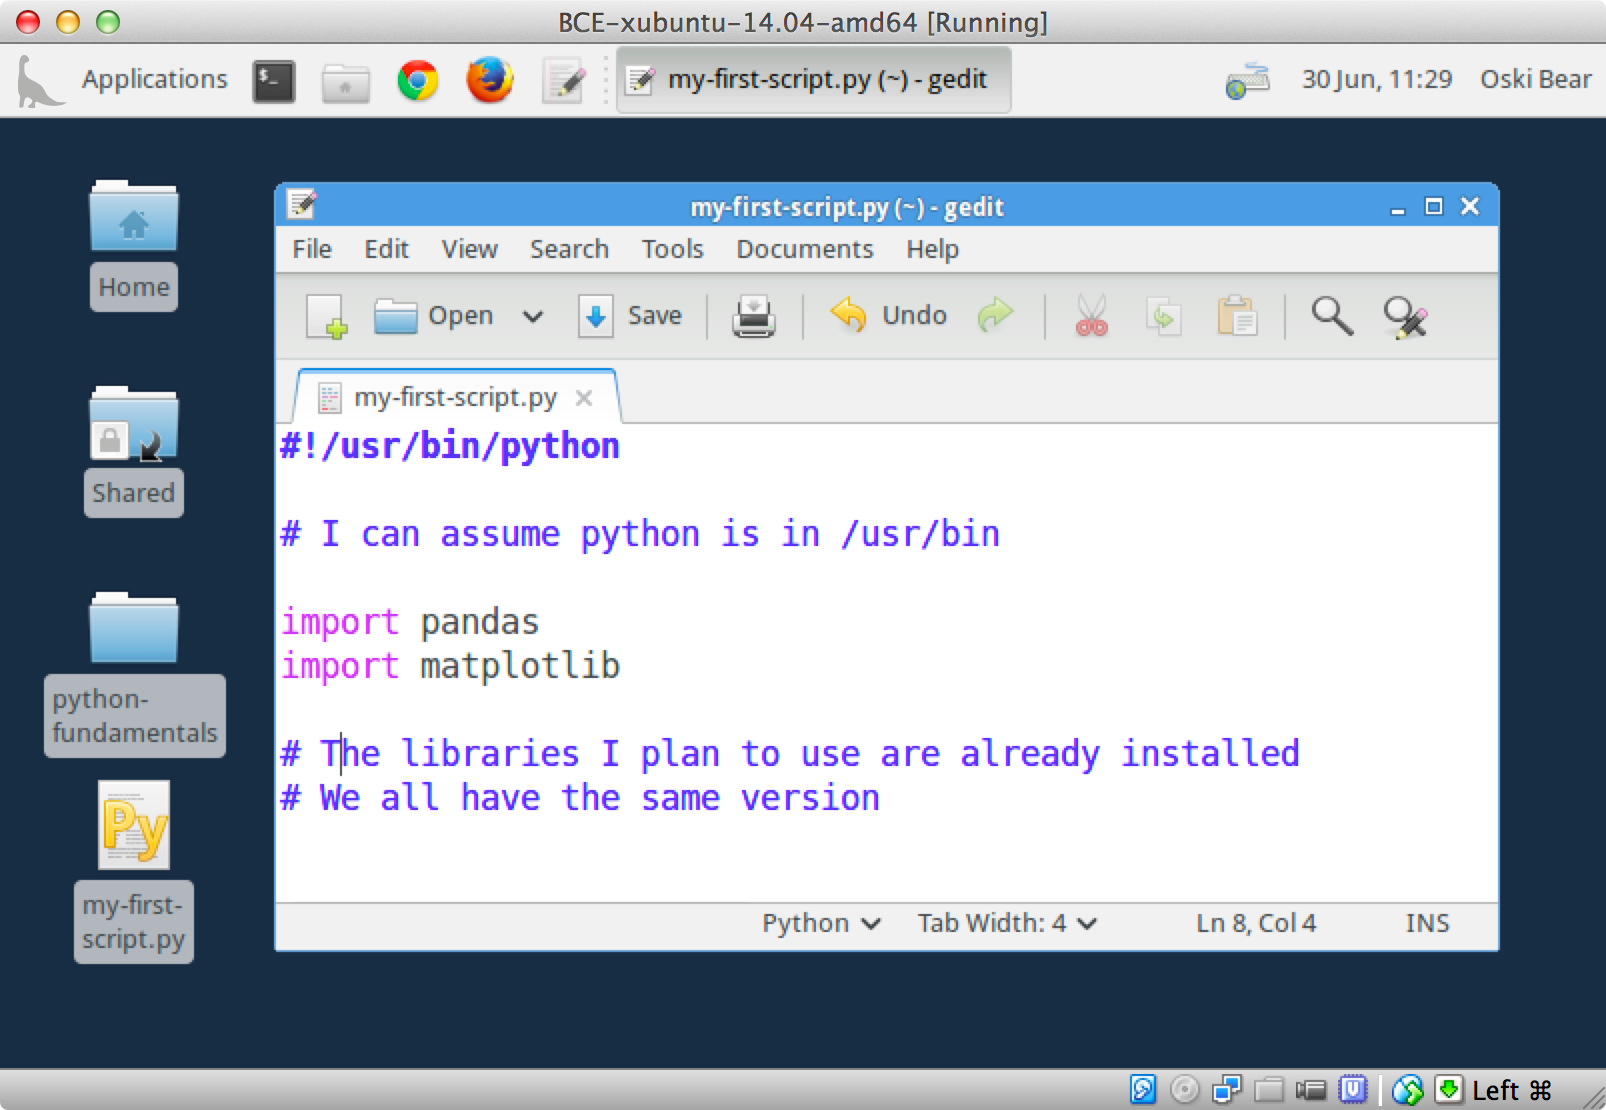 BCE-xubuntu-14.04-amd64 [Running]
Applications
my-first-script.py (~) - gedit
30 Jun, 11:29
Oski Bear
Home
Shared
python-
fundamentals
Py
my-first-
script.py
my-first-script.py (~) - gedit
File Edit View Search Tools Documents Help
Open Save Undo
my-first-script.py
#!/usr/bin/python
# I can assume python is in /usr/bin
import pandas
import matplotlib
# The libraries I plan to use are already installed
# We all have the same version
Python Tab Width: 4 Ln 8, Col 4 INS
Left ⌘